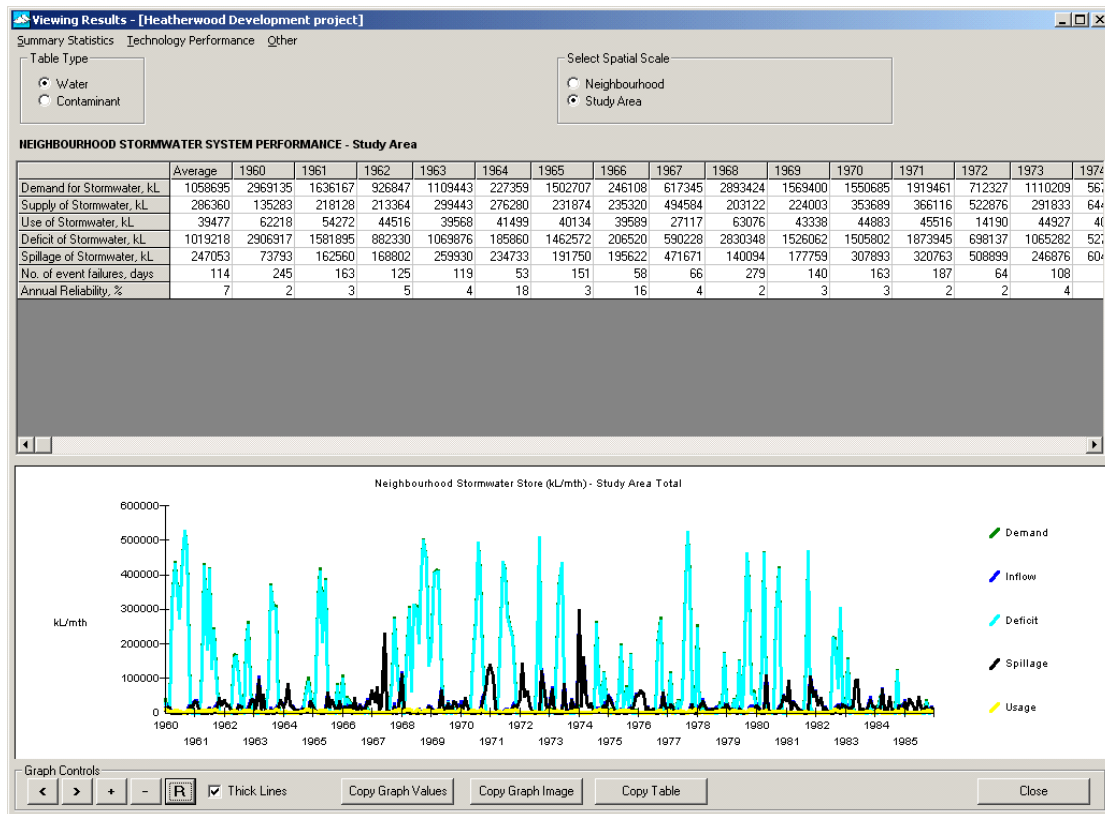 Viewing Results - [Heatherwood Development project]
Summary Statistics Technology Performance Other
Table Type
Water
Contaminant
Select Spatial Scale
Neighbourhood
Study Area
NEIGHBOURHOOD STORMWATER SYSTEM PERFORMANCE - Study Area
Average 1960 1961 1962 1963 1964 1965 1966 1967 1968 1969 1970 1971 1972 1973 1974
Demand for Stormwater, kL 1058695 2969135 1636167 926847 1109443 227359 1502707 246108 617345 2893424 1569400 1550685 1919461 712327 1110209 567
Supply of Stormwater, kL 286360 135283 218128 213364 299443 276280 231874 235320 494584 203122 224003 353689 366116 522876 291833 644
Use of Stormwater, kL 39477 62218 54272 44516 39568 41499 40134 39589 27117 63076 43338 44883 45516 14190 44927 40
Deficit of Stormwater, kL 1019218 2906917 1581895 882330 1069876 185860 1462572 206520 590228 2830348 1526062 1505802 1873945 698137 1065282 527
Spillage of Stormwater, kL 247053 73793 162560 168802 259930 234733 191750 195622 471671 140094 177759 307893 320763 508899 246876 604
No. of event failures, days 114 245 163 125 119 53 151 58 66 279 140 163 187 64 108
Annual Reliability, % 7 2 3 5 4 18 3 16 4 2 3 3 2 2 4
Neighbourhood Stormwater Store (kL/mth) - Study Area Total
600000
500000
400000
300000
200000
100000
0
kL/mth
1960 1962 1964 1966 1968 1970 1972 1974 1976 1978 1980 1982 1984
1961 1963 1965 1967 1969 1971 1973 1975 1977 1979 1981 1983 1985
Demand
Inflow
Deficit
Spillage
Usage
Graph Controls
< > + - R Thick Lines Copy Graph Values Copy Graph Image Copy Table Close